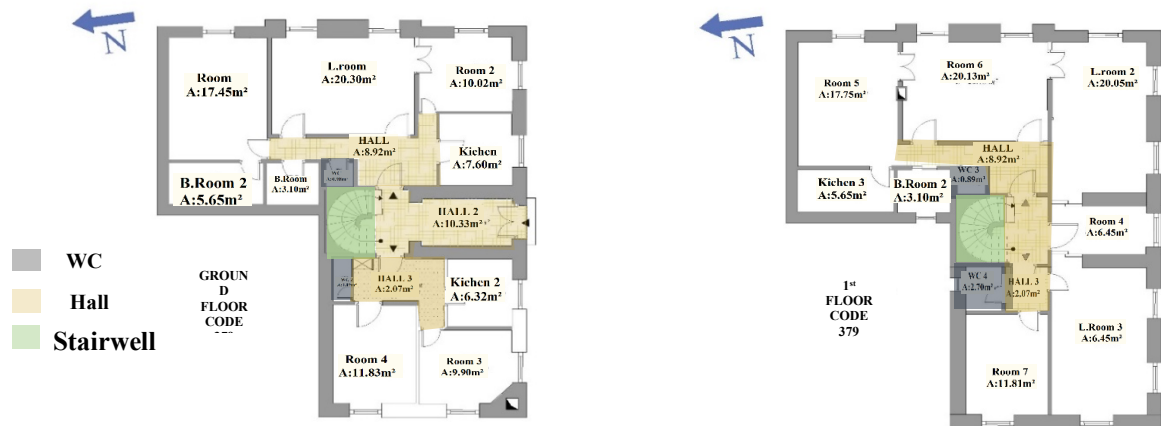 N
Room
A:17.45m²
L.room
A:20.30m²
Room 2
A:10.02m²
HALL
A:8.92m²
Kichen
A:7.60m²
B.Room 2
A:5.65m²
B.Room
A:3.10m²
WC
HALL 2
A:10.33m²
HALL 3
A:2.07m²
Kichen 2
A:6.32m²
Room 4
A:11.83m²
Room 3
A:9.90m²
WC
Hall
Stairwell
GROUN
D
FLOOR
CODE
N
Room 5
A:17.75m²
Room 6
A:20.13m²
L.room 2
A:20.05m²
HALL
A:8.92m²
Kichen 3
A:5.65m²
B.Room 2
A:3.10m²
WC 3
A:0.89m²
Room 4
A:6.45m²
WC 4
A:2.70m²
HALL 3
A:2.07m²
L.Room 3
A:6.45m²
Room 7
A:11.81m²
1st
FLOOR
CODE
379